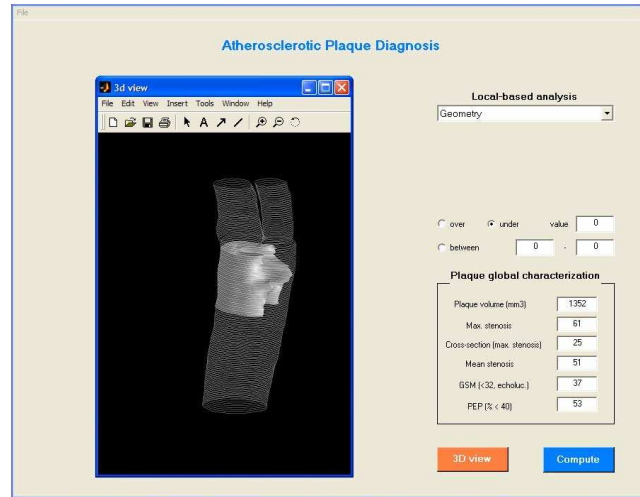 File
Atherosclerotic Plaque Diagnosis
3d view
File Edit View Insert Tools Window Help
A
Local-based analysis
Geometry
over under value 0
between 0 - 0
Plaque global characterization
Plaque volume (mm3) 1352
Max. stenosis 61
Cross-section (max. stenosis) 25
Mean stenosis 51
GSM (<32, echoluc.) 37
PEP (% < 40) 53
3D view Compute